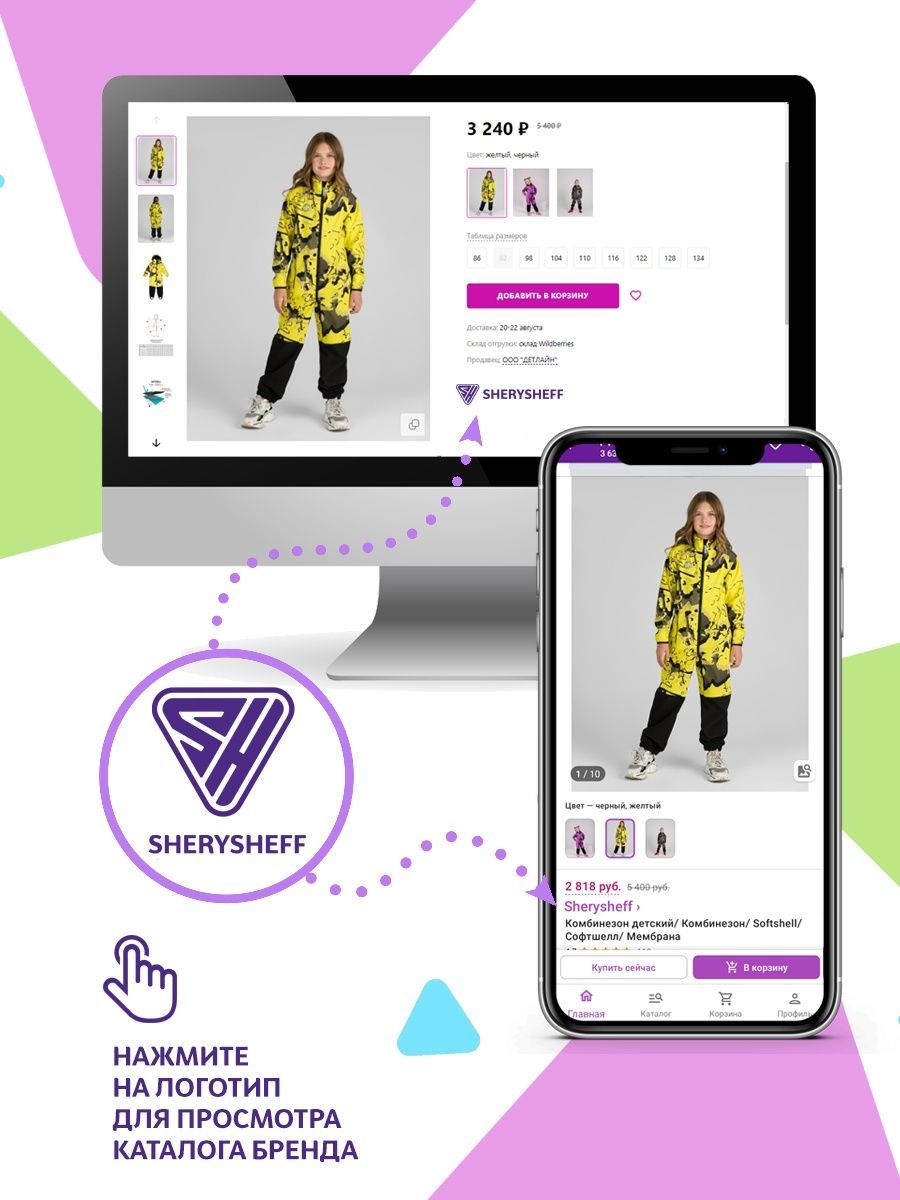 3 240 ₽ 5 400 ₽
Цвет: желтый, черный
Таблица размеров
86 92 98 104 110 116 122 128 134
ДОБАВИТЬ В КОРЗИНУ
Доставка: 20-22 августа
Склад отгрузки: склад Wildberries
Продавец: ООО "ДЕТЛАЙН"
SH SHERYSHEFF
3 63
1 / 10
Цвет — черный, желтый
2 818 руб. 5 400 руб.
Sherysheff ›
Комбинезон детский/ Комбинезон/ Softshell/
Софтшелл/ Мембрана
Купить сейчас В корзину
Главная Каталог Корзина Профиль
SH
SHERYSHEFF
НАЖМИТЕ
НА ЛОГОТИП
ДЛЯ ПРОСМОТРА
КАТАЛОГА БРЕНДА